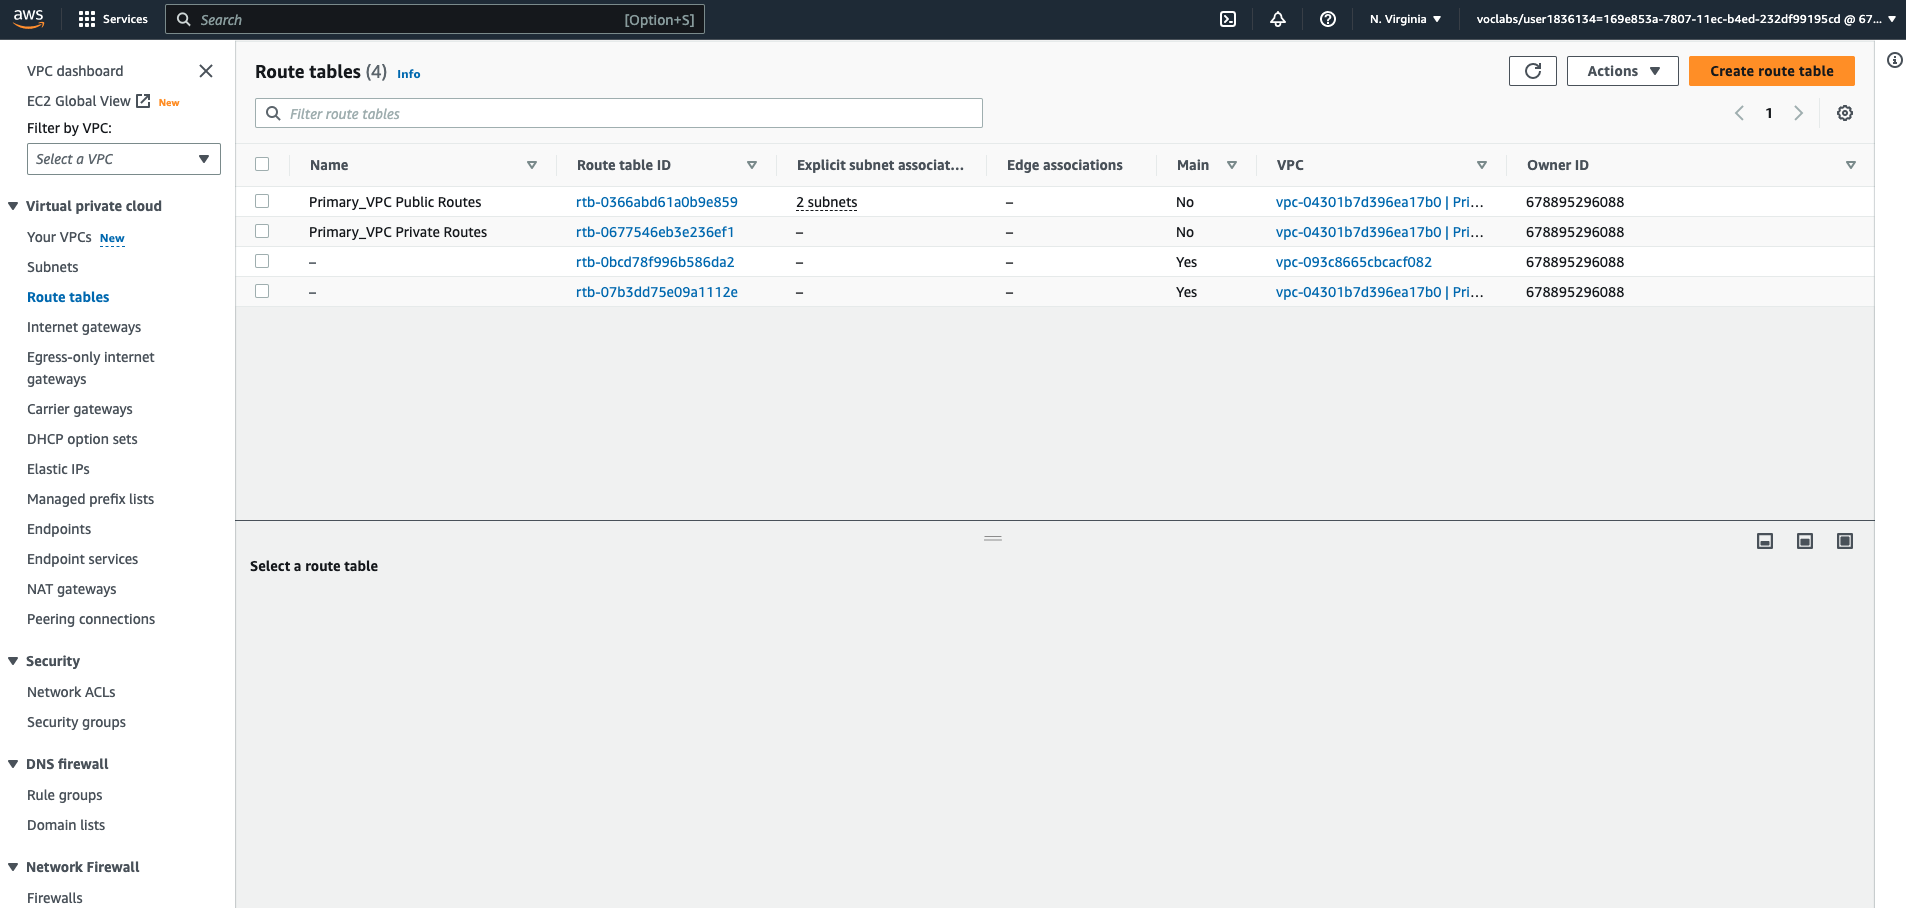 aws Services Search [Option+S] N. Virginia ▼ voclabs/user1836134=169e853a-7807-11ec-b4ed-232df99195cd @ 67... ▼
VPC dashboard
EC2 Global View New
Filter by VPC:
Select a VPC
Virtual private cloud
Your VPCs New
Subnets
Route tables
Internet gateways
Egress-only internet
gateways
Carrier gateways
DHCP option sets
Elastic IPs
Managed prefix lists
Endpoints
Endpoint services
NAT gateways
Peering connections
Security
Network ACLs
Security groups
DNS firewall
Rule groups
Domain lists
Network Firewall
Firewalls
Route tables (4) Info
Actions ▼ Create route table
Filter route tables
1
Name Route table ID Explicit subnet associat... Edge associations Main VPC Owner ID
Primary_VPC Public Routes rtb-0366abd61a0b9e859 2 subnets – No vpc-04301b7d396ea17b0 | Pri... 678895296088
Primary_VPC Private Routes rtb-0677546eb3e236ef1 – – No vpc-04301b7d396ea17b0 | Pri... 678895296088
– rtb-0bcd78f996b586da2 – – Yes vpc-093c8665cbcacf082 678895296088
– rtb-07b3dd75e09a1112e – – Yes vpc-04301b7d396ea17b0 | Pri... 678895296088
Select a route table